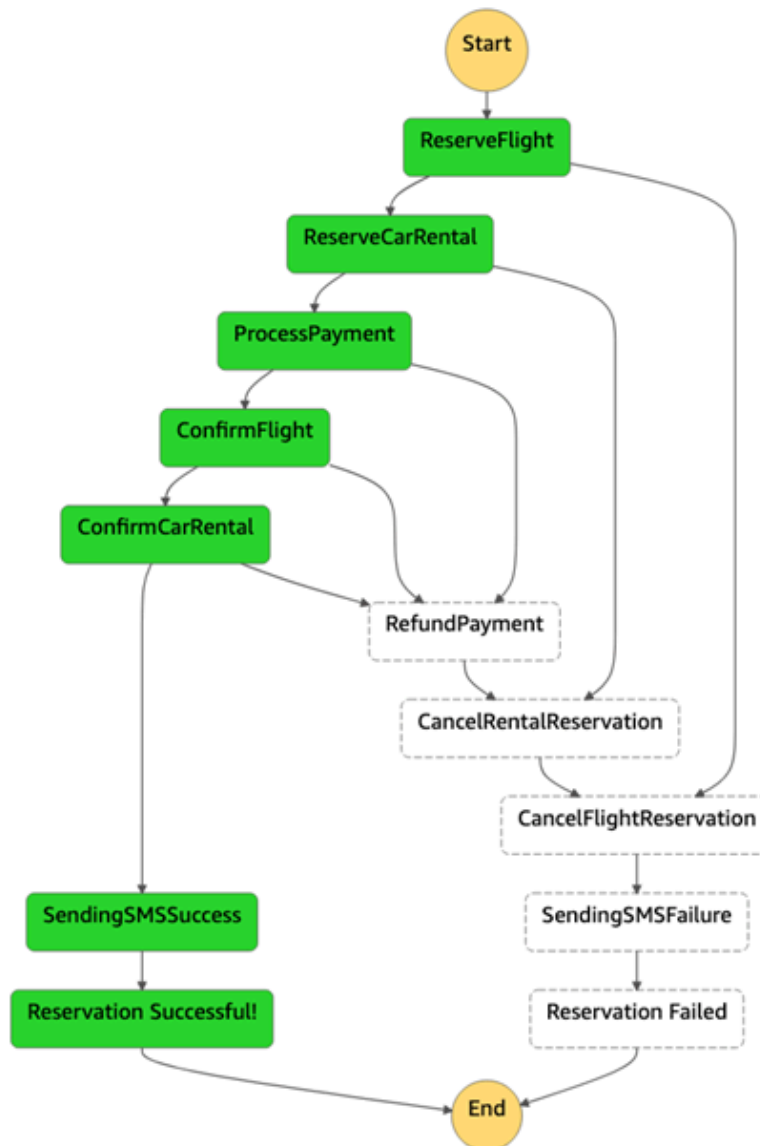 Start
ReserveFlight
ReserveCarRental
ProcessPayment
ConfirmFlight
ConfirmCarRental
RefundPayment
CancelRentalReservation
CancelFlightReservation
SendingSMSSuccess
SendingSMSFailure
Reservation Successful!
Reservation Failed
End